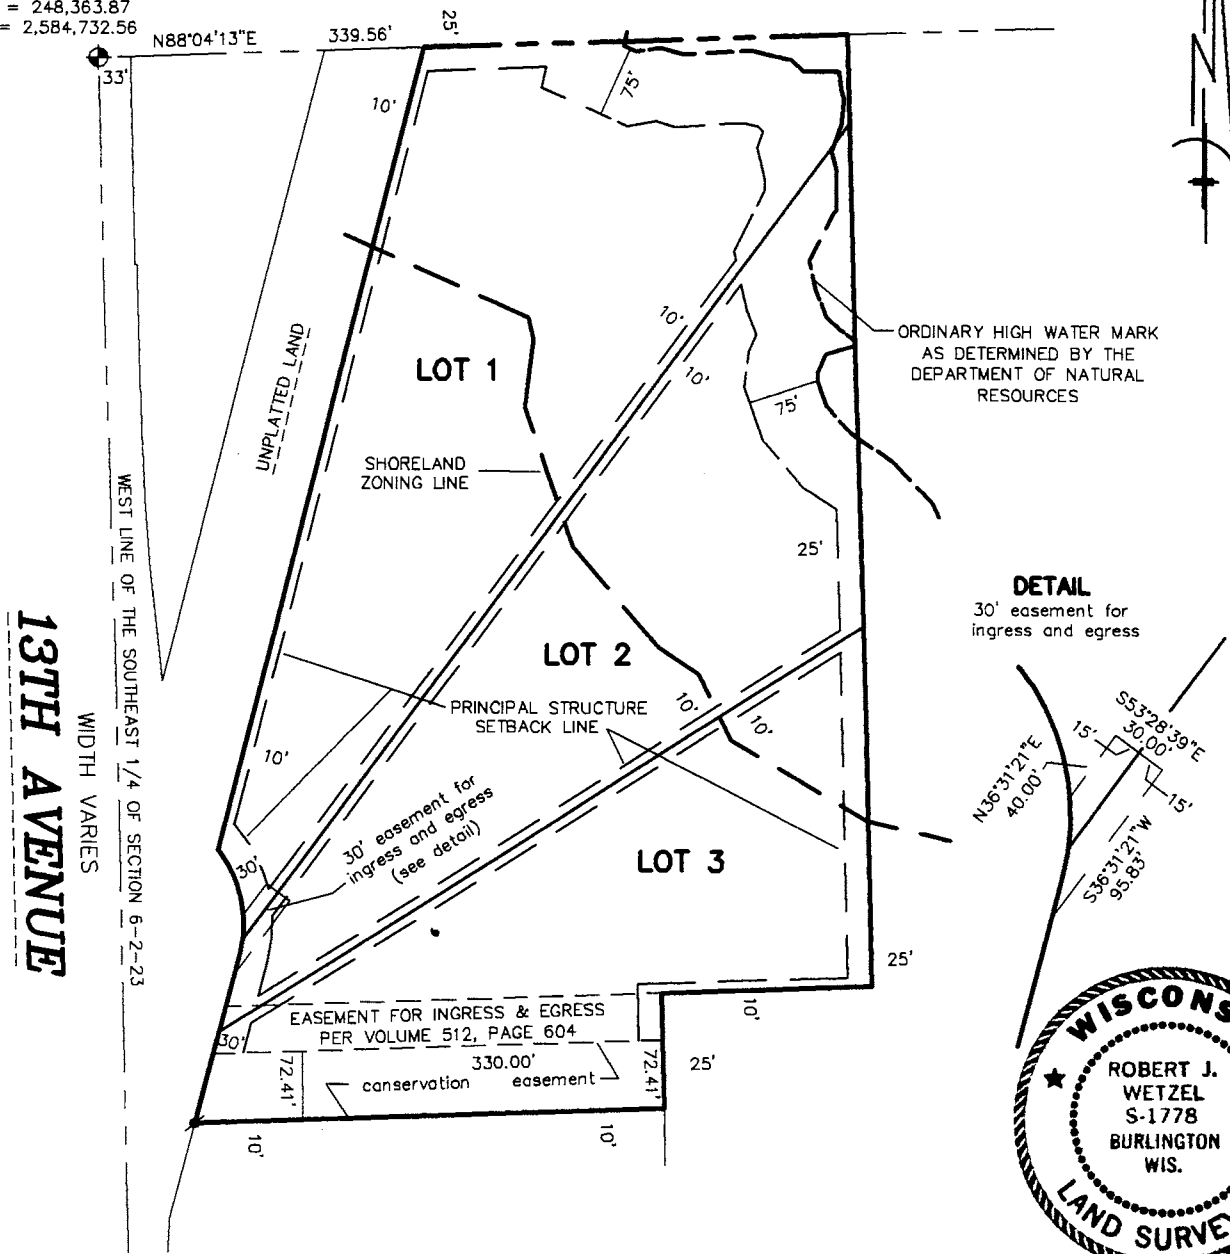 = 248,363.87
= 2,584,732.56
N88°04'13"E
339.56'
25'
33'
10'
75'
UNPLATTED LAND
LOT 1
10'
10'
ORDINARY HIGH WATER MARK
AS DETERMINED BY THE
DEPARTMENT OF NATURAL
RESOURCES
75'
SHORELAND
ZONING LINE
25'
WEST LINE OF THE SOUTHEAST 1/4 OF SECTION 6-2-23
13TH AVENUE
WIDTH VARIES
LOT 2
PRINCIPAL STRUCTURE
SETBACK LINE
10'
10'
10'
30' easement for
ingress and egress
(see detail)
30'
LOT 3
25'
DETAIL
30' easement for
ingress and egress
S53°28'39"E
30.00'
15'
15'
N36°31'21"E
40.00'
S36°31'21"W
95.83'
EASEMENT FOR INGRESS & EGRESS
PER VOLUME 512, PAGE 604
30'
10'
72.41'
330.00'
conservation easement
72.41'
25'
10'
10'
WISCONS
ROBERT J.
WETZEL
S-1778
BURLINGTON
WIS.
LAND SURVE
N